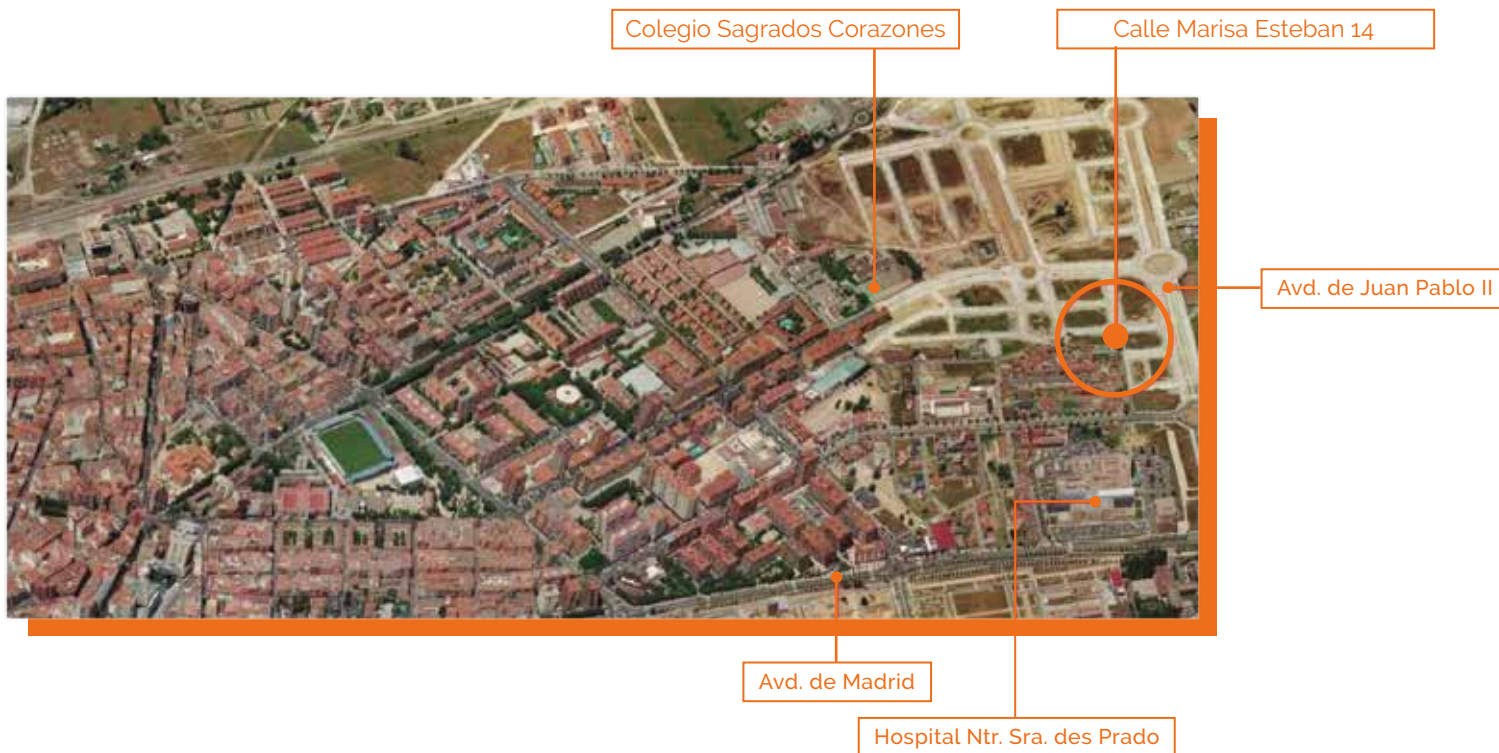 Colegio Sagrados Corazones
Calle Marisa Esteban 14
Avd. de Juan Pablo II
Avd. de Madrid
Hospital Ntr. Sra. des Prado